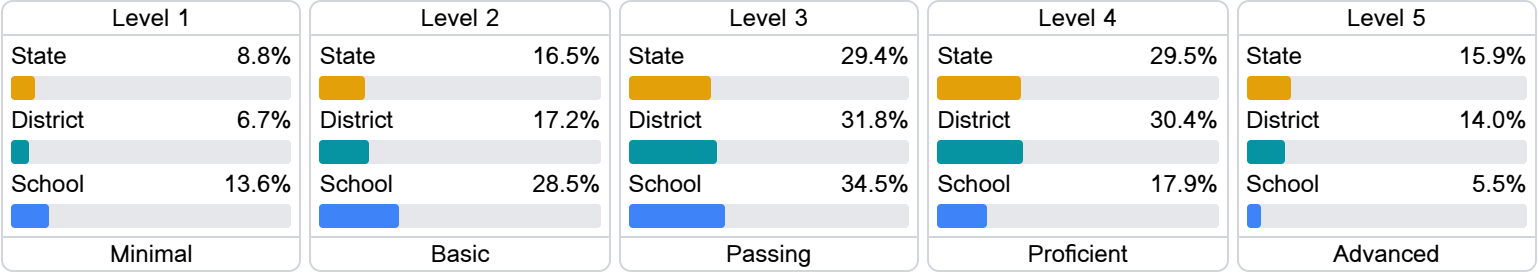 Level 1
State 8.8%
District 6.7%
School 13.6%
Minimal
Level 2
State 16.5%
District 17.2%
School 28.5%
Basic
Level 3
State 29.4%
District 31.8%
School 34.5%
Passing
Level 4
State 29.5%
District 30.4%
School 17.9%
Proficient
Level 5
State 15.9%
District 14.0%
School 5.5%
Advanced